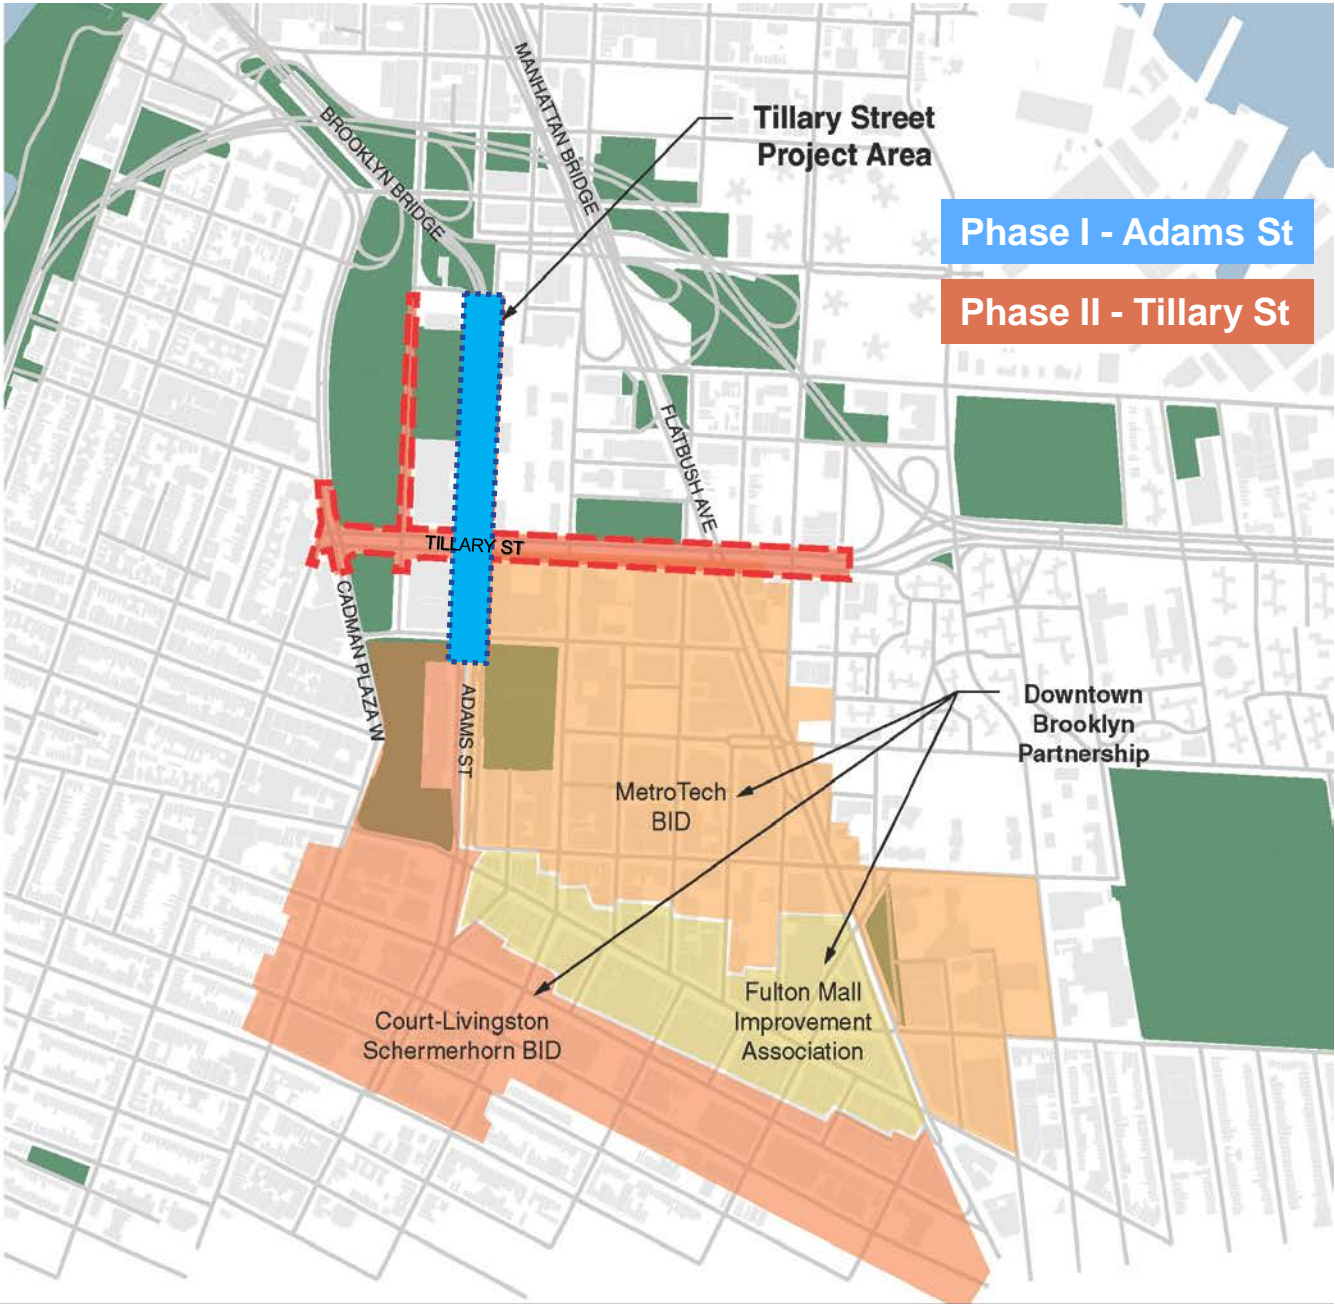 MANHATTAN BRIDGE
BROOKLYN BRIDGE
Tillary Street
Project Area
Phase I - Adams St
Phase II - Tillary St
FLATBUSH AVE
TILLARY ST
CADMAN PLAZA W
ADAMS ST
Downtown
Brooklyn
Partnership
MetroTech
BID
Fulton Mall
Improvement
Association
Court-Livingston
Schermerhorn BID